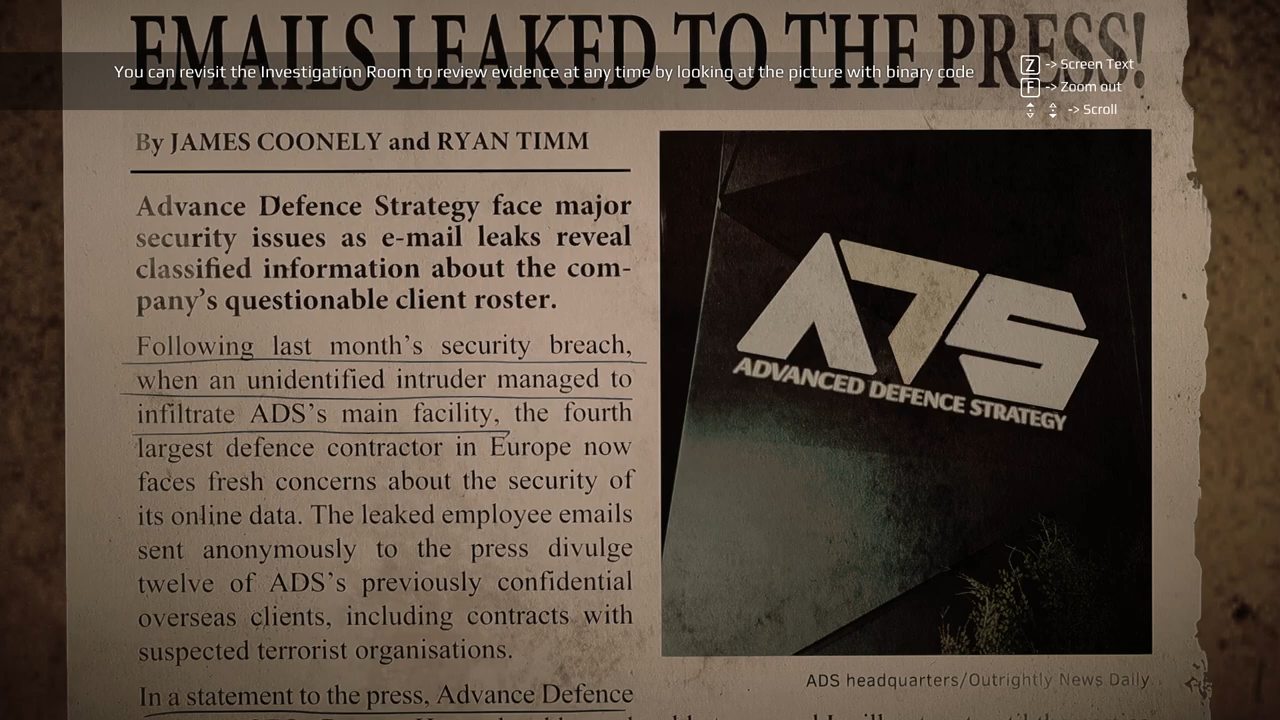 EMAILS LEAKED TO THE PRESS!
You can revisit the Investigation Room to review evidence at any time by looking at the picture with binary code
Z -> Screen Text
F -> Zoom out
-> Scroll
By JAMES COONELY and RYAN TIMM
Advance Defence Strategy face major
security issues as e-mail leaks reveal
classified information about the com-
pany's questionable client roster.
Following last month's security breach,
when an unidentified intruder managed to
infiltrate ADS's main facility, the fourth
largest defence contractor in Europe now
faces fresh concerns about the security of
its online data. The leaked employee emails
sent anonymously to the press divulge
twelve of ADS's previously confidential
overseas clients, including contracts with
suspected terrorist organisations.
In a statement to the press, Advance Defence
ADS
ADVANCED DEFENCE STRATEGY
ADS headquarters/Outrightly News Daily